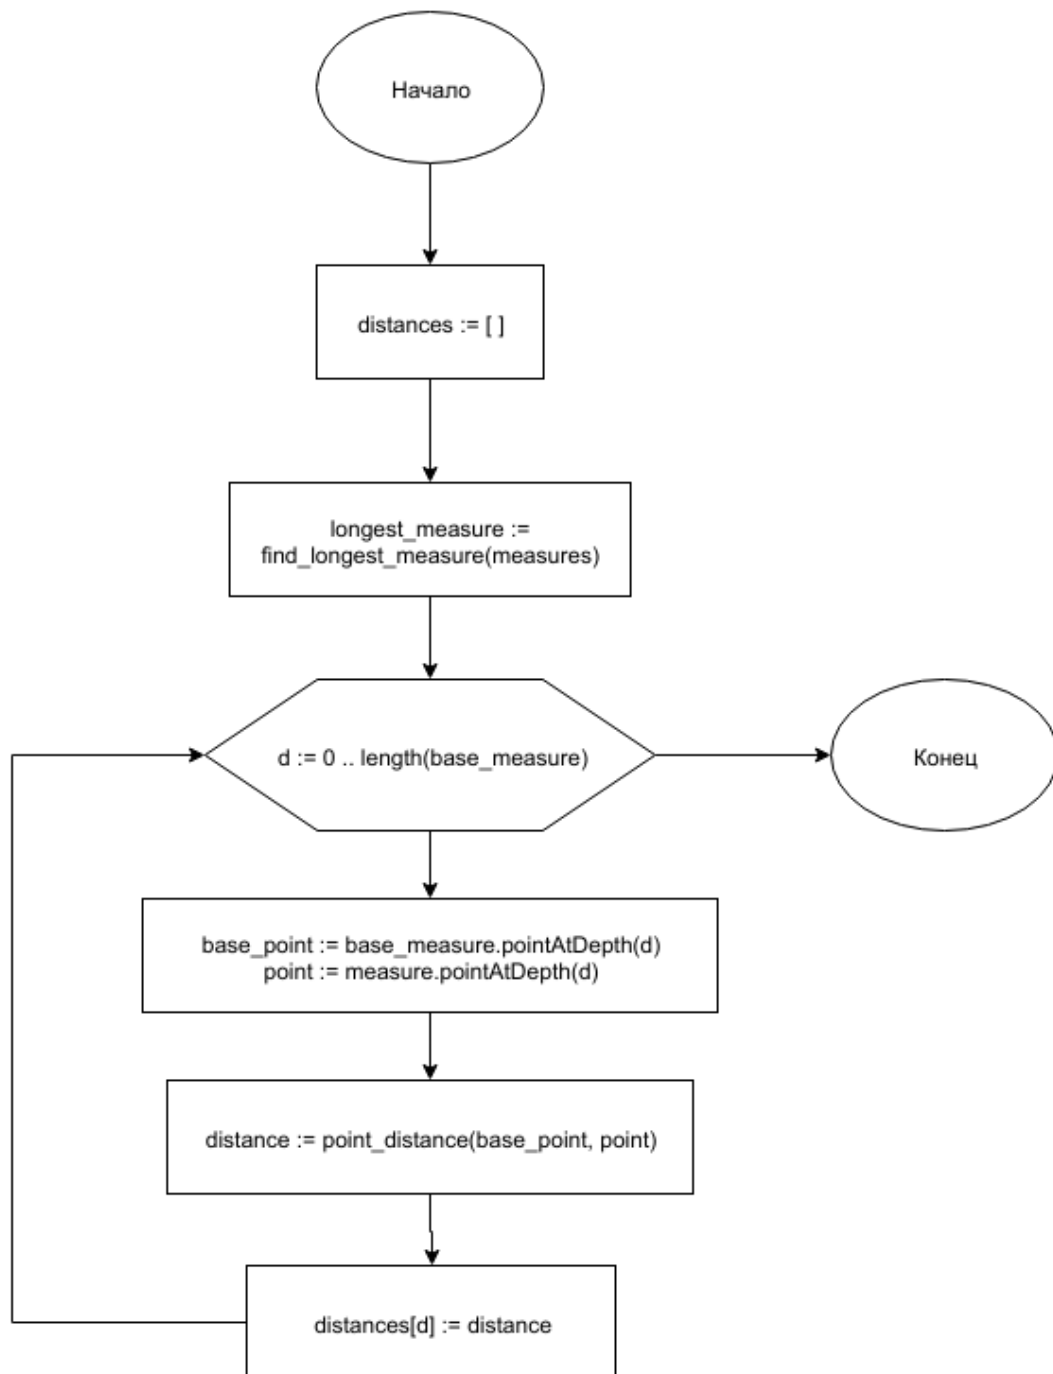 Начало
distances := [ ]
longest_measure :=
find_longest_measure(measures)
d := 0 .. length(base_measure)
Конец
base_point := base_measure.pointAtDepth(d)
point := measure.pointAtDepth(d)
distance := point_distance(base_point, point)
distances[d] := distance